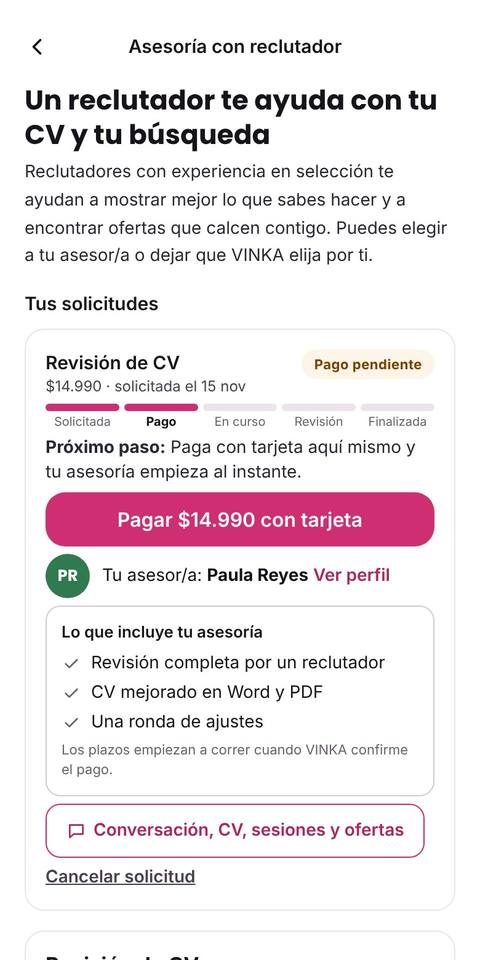 Asesoría con reclutador
Un reclutador te ayuda con tu
CV y tu búsqueda
Reclutadores con experiencia en selección te
ayudan a mostrar mejor lo que sabes hacer y a
encontrar ofertas que calcen contigo. Puedes elegir
a tu asesor/a o dejar que VINKA elija por ti.
Tus solicitudes
Revisión de CV
Pago pendiente
$14.990 · solicitada el 15 nov
Solicitada Pago En curso Revisión Finalizada
Próximo paso: Paga con tarjeta aquí mismo y
tu asesoría empieza al instante.
Pagar $14.990 con tarjeta
PR Tu asesor/a: Paula Reyes Ver perfil
Lo que incluye tu asesoría
Revisión completa por un reclutador
CV mejorado en Word y PDF
Una ronda de ajustes
Los plazos empiezan a correr cuando VINKA confirme
el pago.
Conversación, CV, sesiones y ofertas
Cancelar solicitud